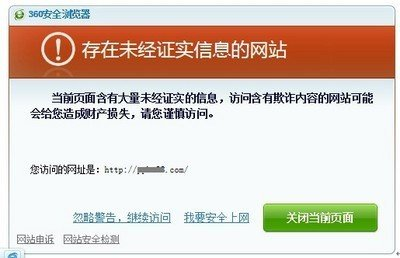 360安全浏览器
存在未经证实信息的网站
当前页面含有大量未经证实的信息，访问含有欺诈内容的网站可能
会给您造成财产损失，请您谨慎访问。
您访问的网址是：http://        .com/
忽略警告，继续访问 我要安全上网 关闭当前页面
网站申诉 网站安全检测